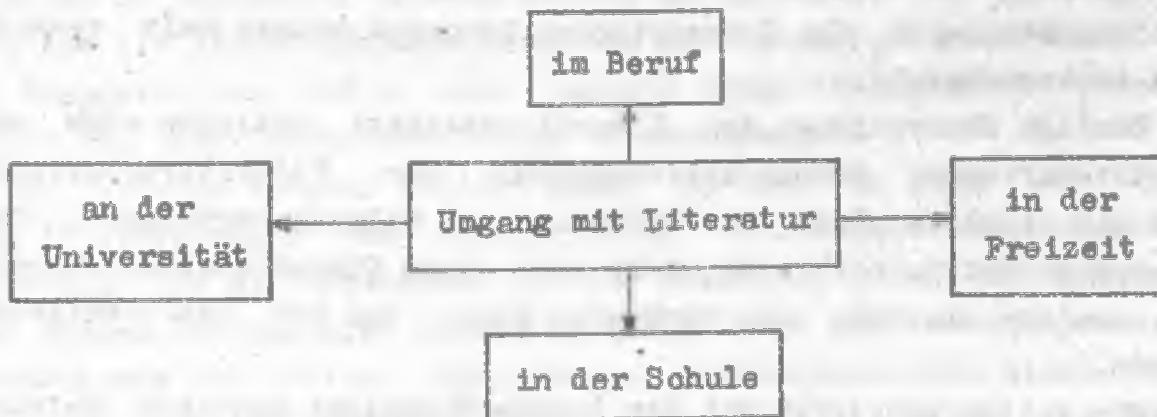 im Beruf
an der
Universität
Umgang mit Literatur
in der
Freizeit
in der Schule